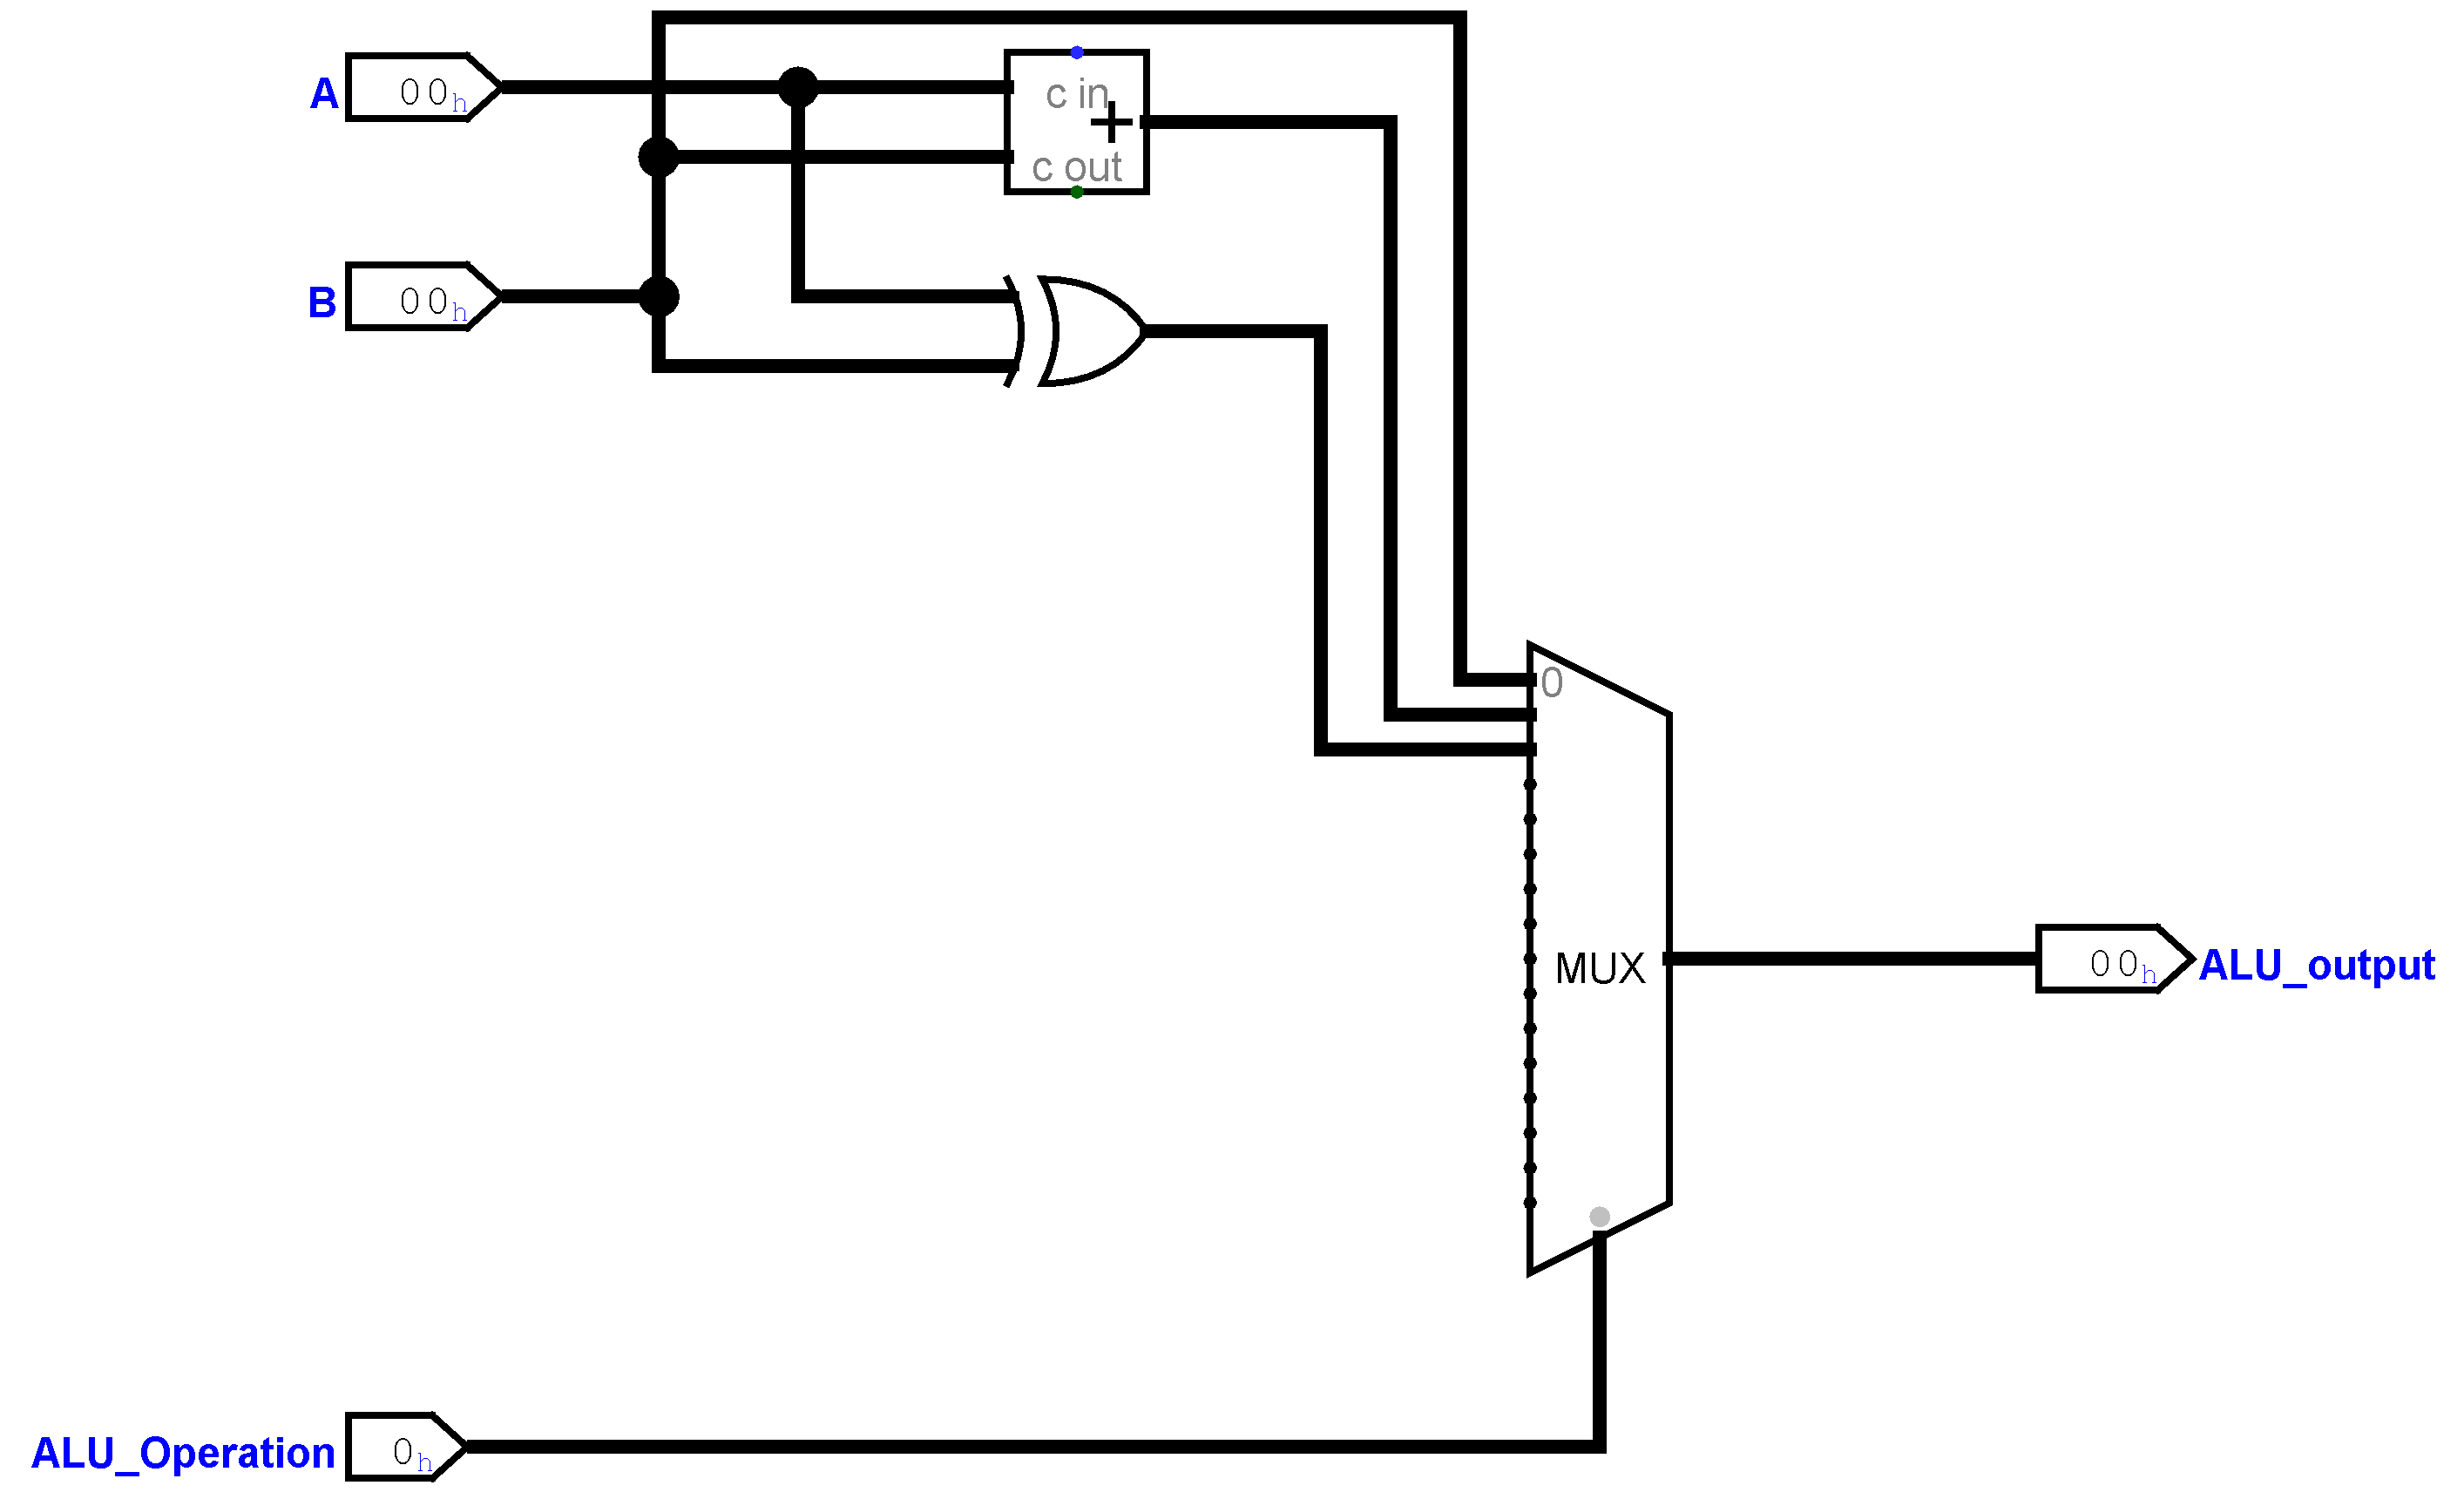 A
00h
c in
+
c out
B
00h
0
MUX
00h
ALU_output
ALU_Operation
0h